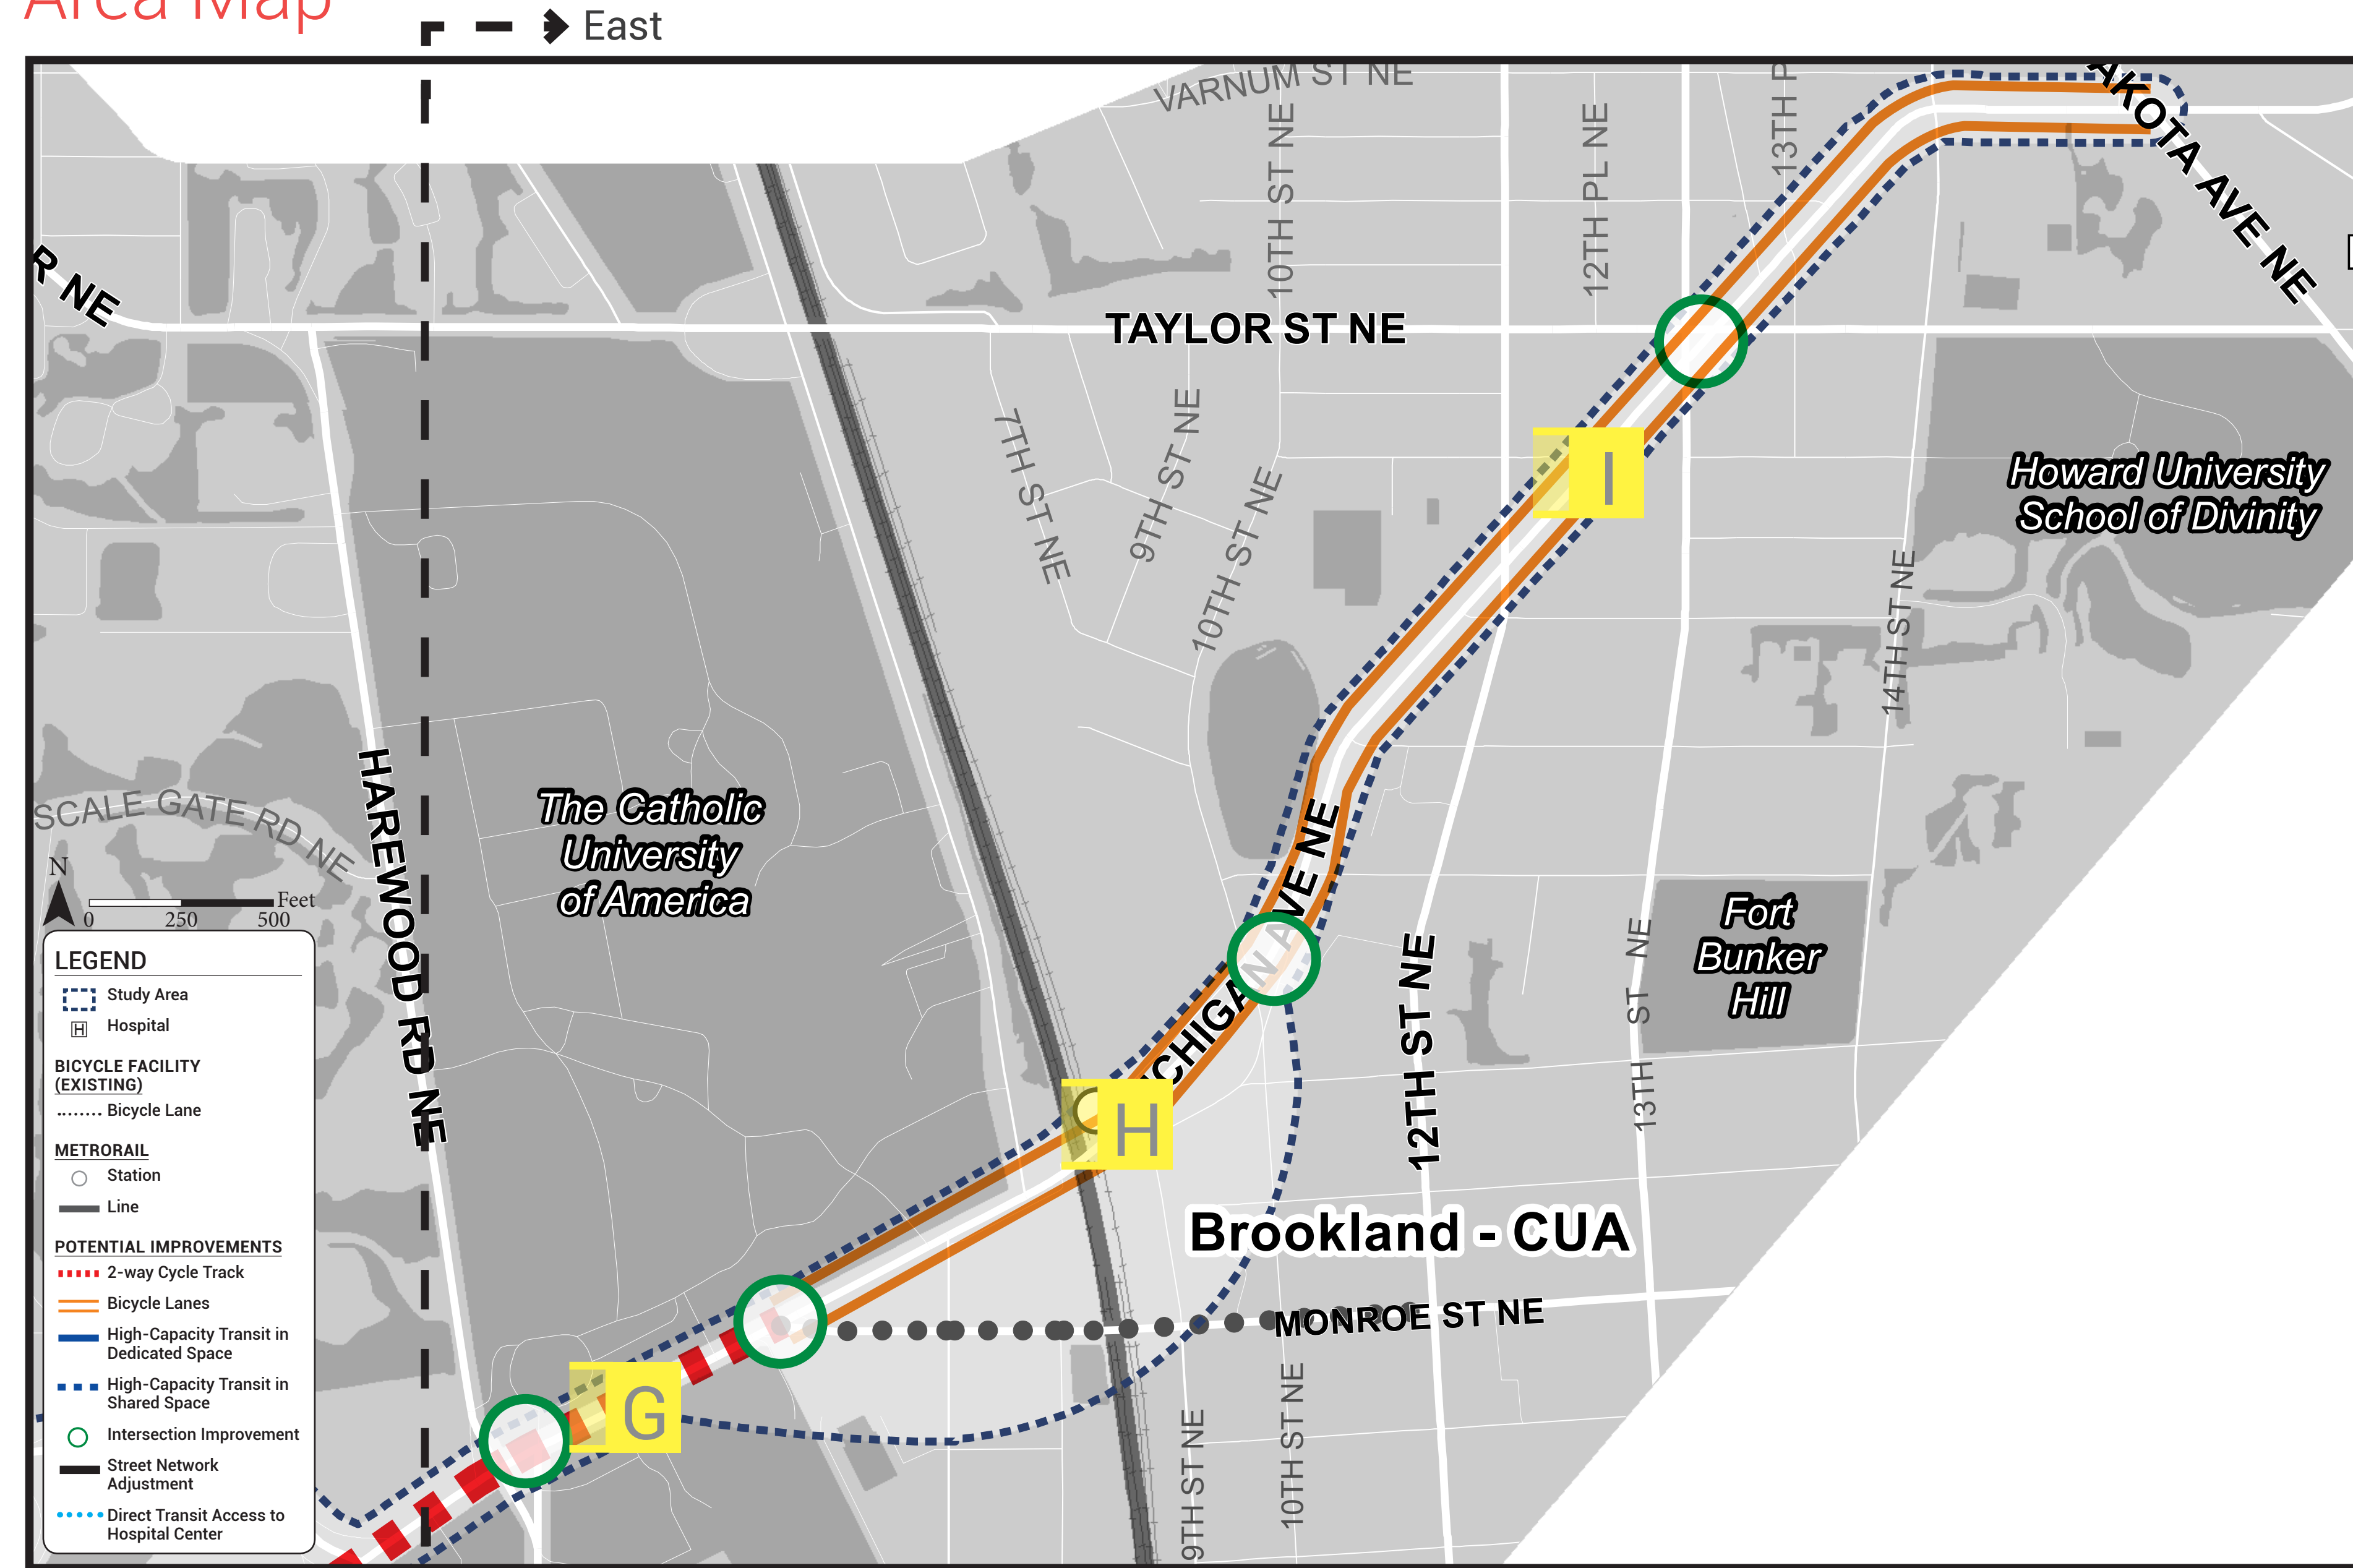 Area Map
East
VARNUM ST NE
10TH ST NE
12TH PL NE
13TH P
AKOTA AVE NE
R NE
TAYLOR ST NE
7TH ST NE
9TH ST NE
10TH ST NE
I
Howard University
School of Divinity
14TH ST NE
HAREWOOD RD NE
SCALE GATE RD NE
The Catholic
University
of America
ICHIGAN AVE NE
12TH ST NE
13TH ST NE
Fort
Bunker
Hill
H
Brookland - CUA
MONROE ST NE
G
9TH ST NE
10TH ST NE
N
Feet
0 250 500
LEGEND
Study Area
H Hospital
BICYCLE FACILITY
(EXISTING)
Bicycle Lane
METRORAIL
Station
Line
POTENTIAL IMPROVEMENTS
2-way Cycle Track
Bicycle Lanes
High-Capacity Transit in
Dedicated Space
High-Capacity Transit in
Shared Space
Intersection Improvement
Street Network
Adjustment
Direct Transit Access to
Hospital Center